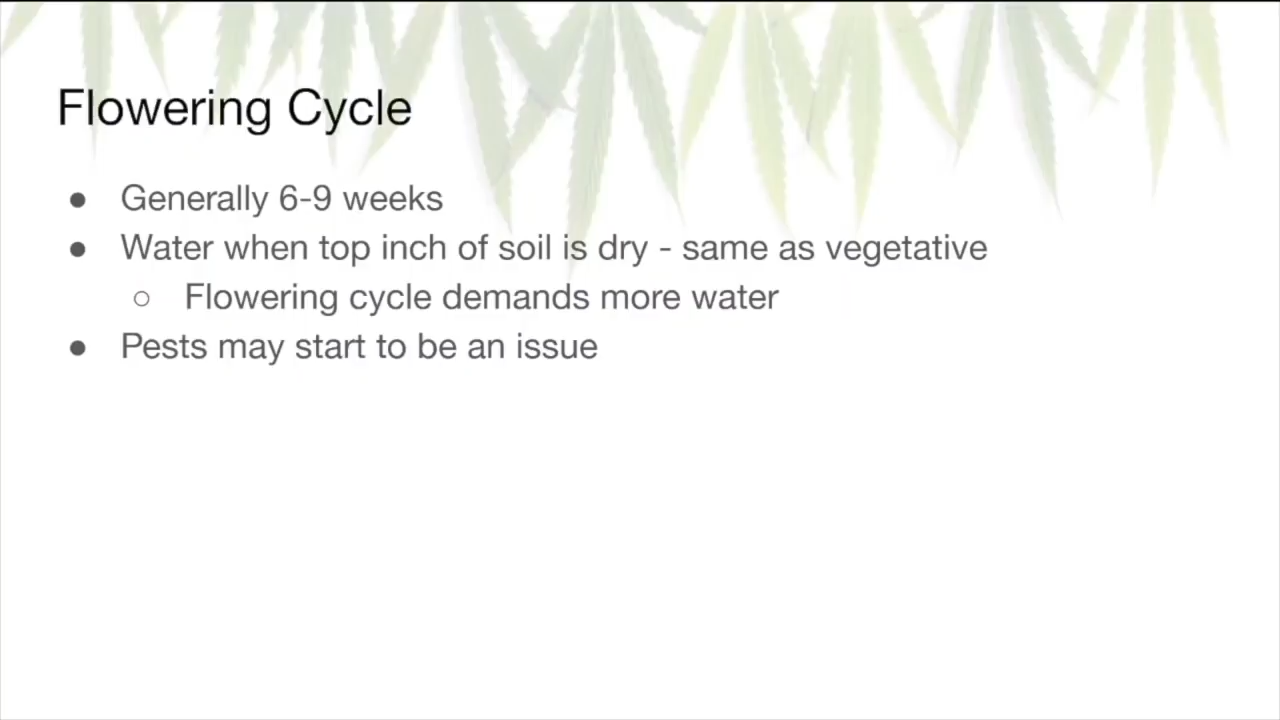 Flowering Cycle
● Generally 6-9 weeks
● Water when top inch of soil is dry - same as vegetative
○ Flowering cycle demands more water
● Pests may start to be an issue